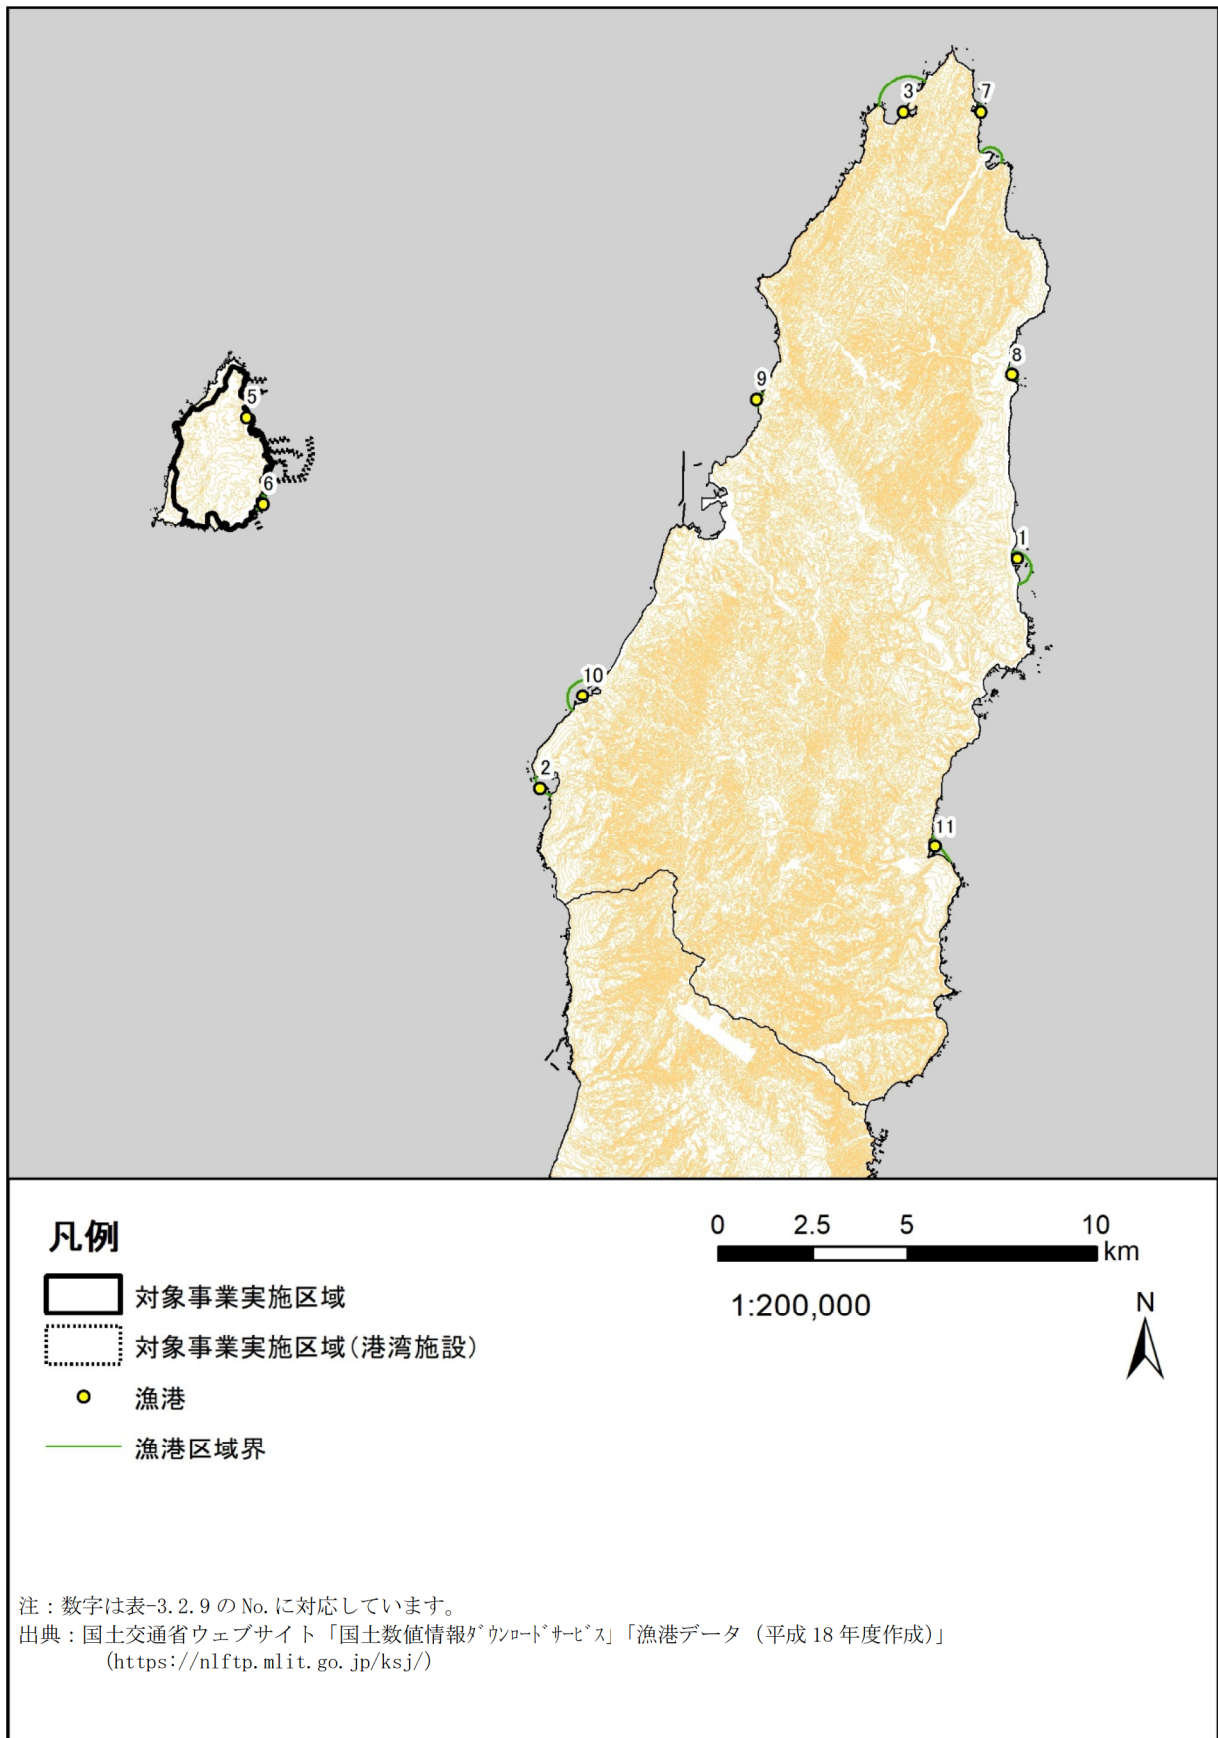 3
7
8
9
5
6
1
10
2
11
凡例
対象事業実施区域
対象事業実施区域(港湾施設)
漁港
漁港区域界
0 2.5 5 10
km
1:200,000
N
注：数字は表-3.2.9 の No.に対応しています。
出典：国土交通省ウェブサイト「国土数値情報ﾀﾞｳﾝﾛｰﾄﾞｻｰﾋﾞｽ」「漁港データ（平成 18 年度作成）」
(https://nlftp.mlit.go.jp/ksj/)